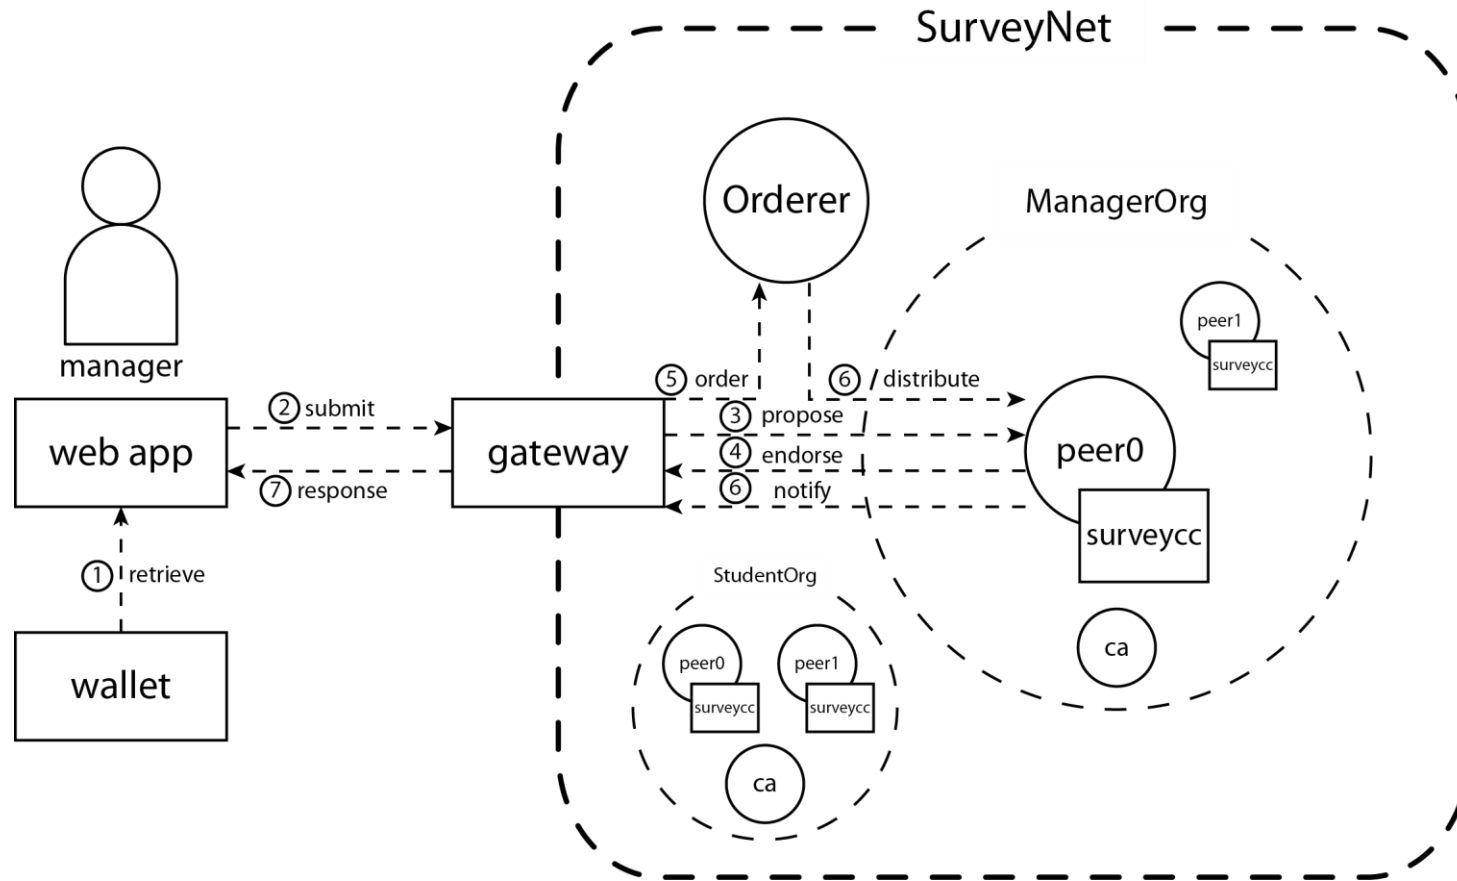 SurveyNet
Orderer
ManagerOrg
peer1
surveycc
manager
5 order
6 distribute
2 submit
3 propose
web app
gateway
4 endorse
peer0
7 response
6 notify
surveycc
1 retrieve
StudentOrg
peer0
peer1
surveycc
surveycc
ca
wallet
ca